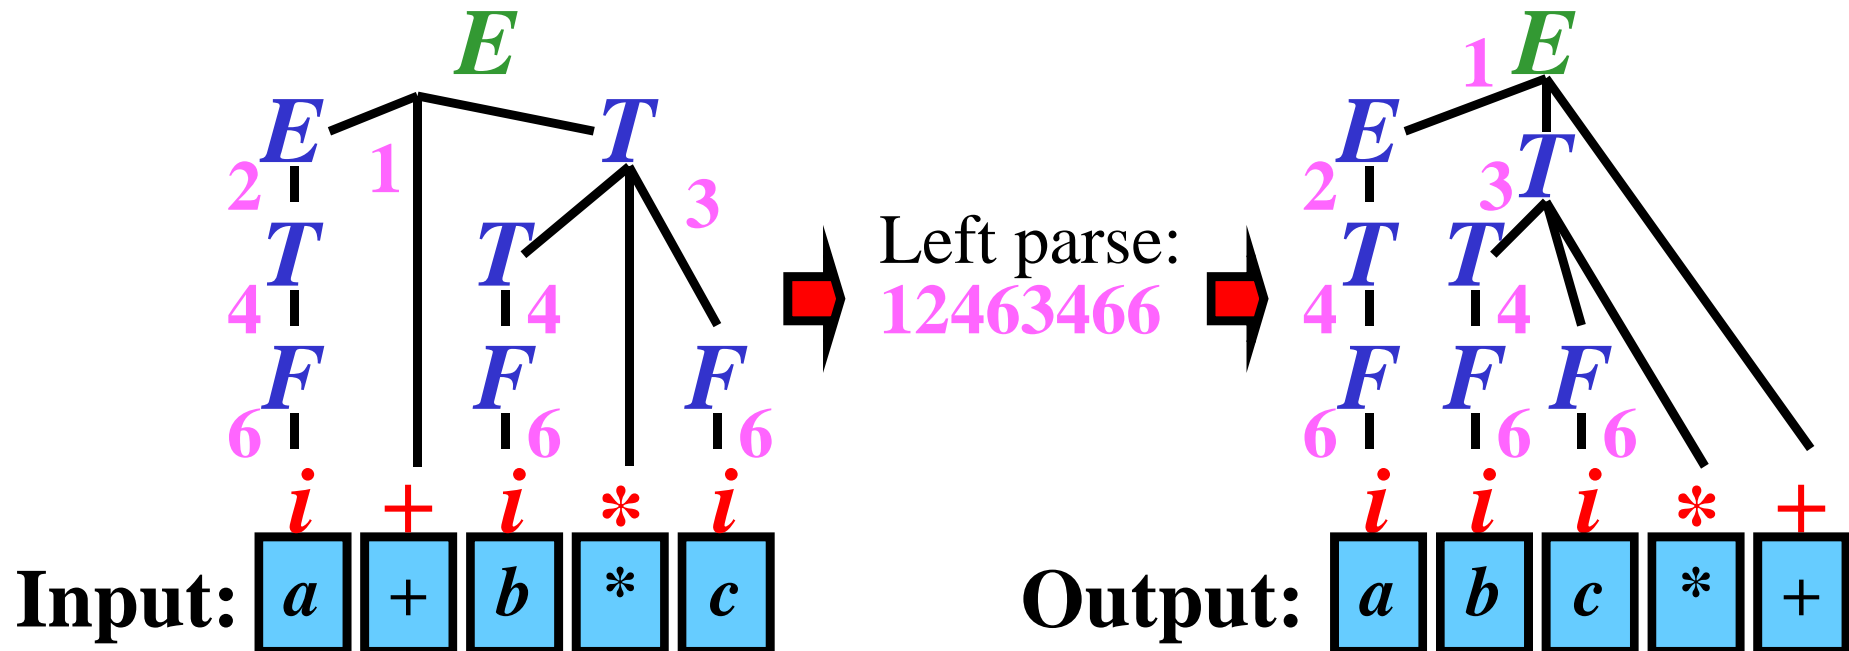 E 1 E
E T E T
2 1 3 2 3
T T Left parse: T T
4 4 12463466 4 4
F F F F F F
6 6 6 6 6 6
i + i * i i i i * +
Input: a + b * c Output: a b c * +